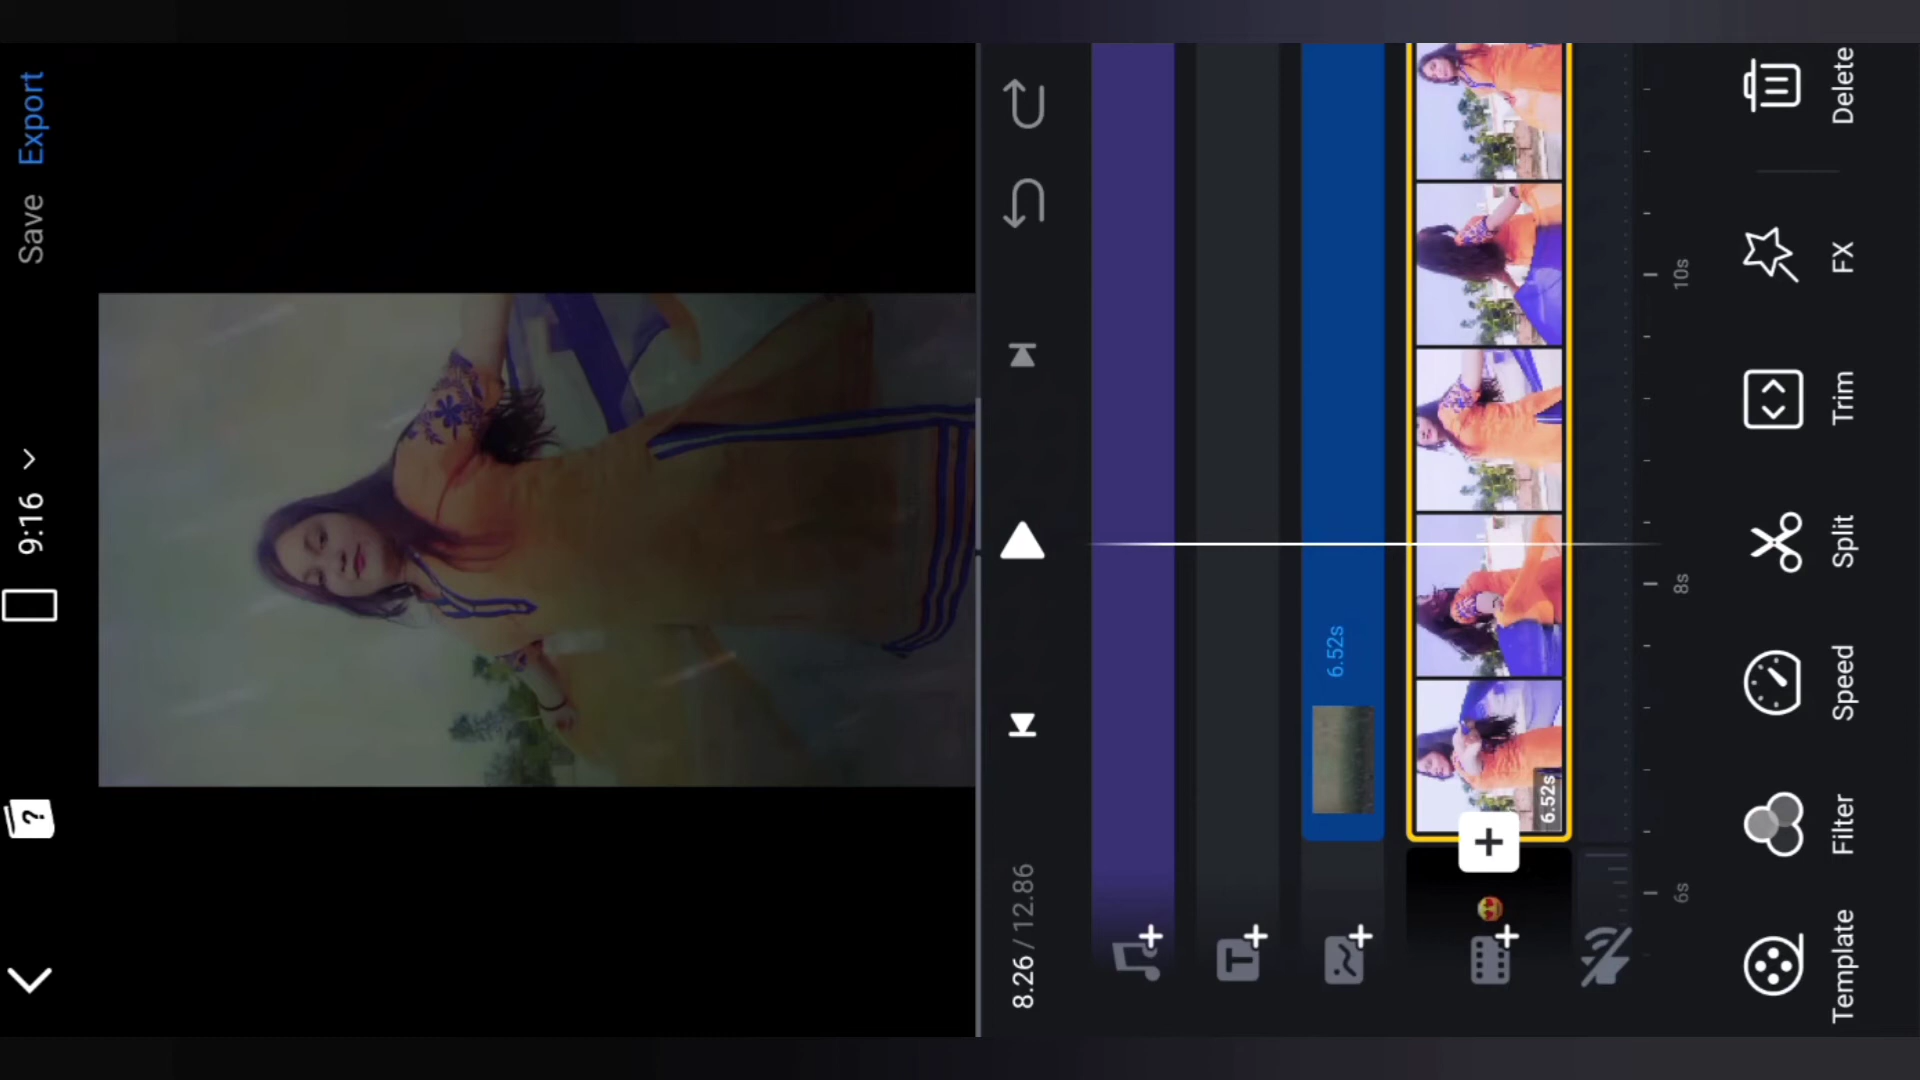 ?
9:16
Save
Export
8.26 / 12.86
6.52s
6.52s
6s
8s
10s
Template
Filter
Speed
Split
Trim
FX
Delete